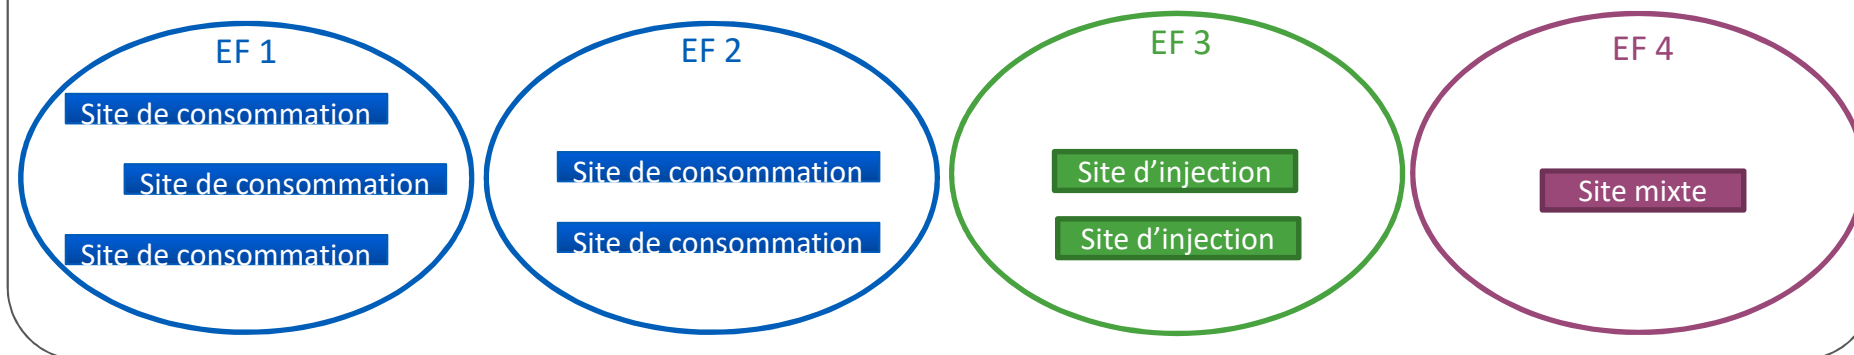 EF 1
Site de consommation
Site de consommation
Site de consommation
EF 2
Site de consommation
Site de consommation
EF 3
Site d’injection
Site d’injection
EF 4
Site mixte